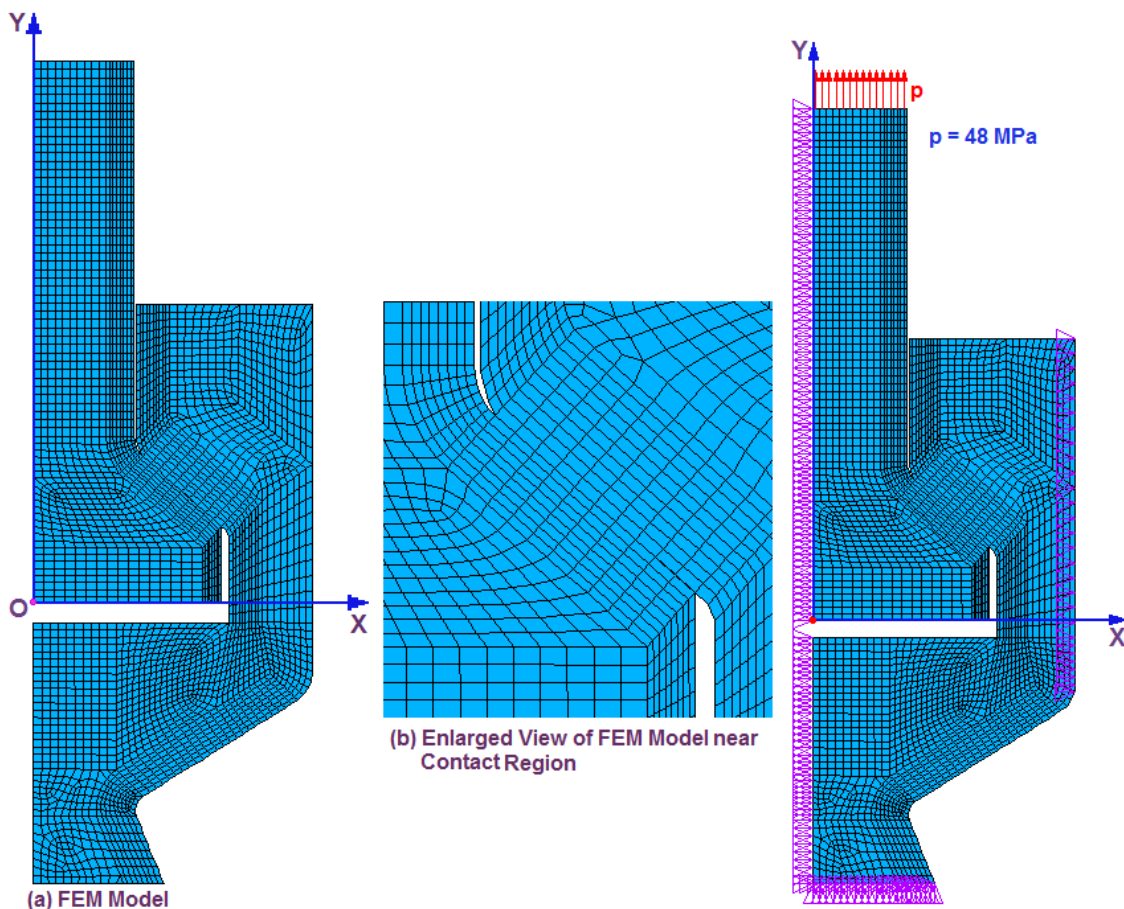 Y
O
X
(a) FEM Model
(b) Enlarged View of FEM Model near
Contact Region
Y
p
p = 48 MPa
X